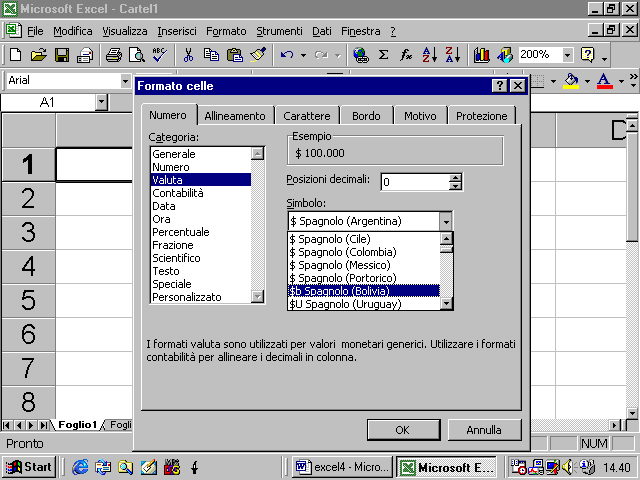 Microsoft Excel - Cartel1
File Modifica Visualizza Inserisci Formato Strumenti Dati Finestra ?
200%
Arial
A1
Formato celle
Numero Allineamento Carattere Bordo Motivo Protezione
Categoria:
Generale
Numero
Valuta
Contabilità
Data
Ora
Percentuale
Frazione
Scientifico
Testo
Speciale
Personalizzato
Esempio
$ 100.000
Posizioni decimali: 0
Simbolo:
$ Spagnolo (Argentina)
$ Spagnolo (Cile)
$ Spagnolo (Colombia)
$ Spagnolo (Messico)
$ Spagnolo (Portorico)
$b Spagnolo (Bolivia)
$U Spagnolo (Uruguay)
I formati valuta sono utilizzati per valori monetari generici. Utilizzare i formati
contabilità per allineare i decimali in colonna.
OK Annulla
1
2
3
4
5
6
7
8
Foglio1 Fogli
Pronto NUM
Start excel4 - Micro... Microsoft E... 14.40